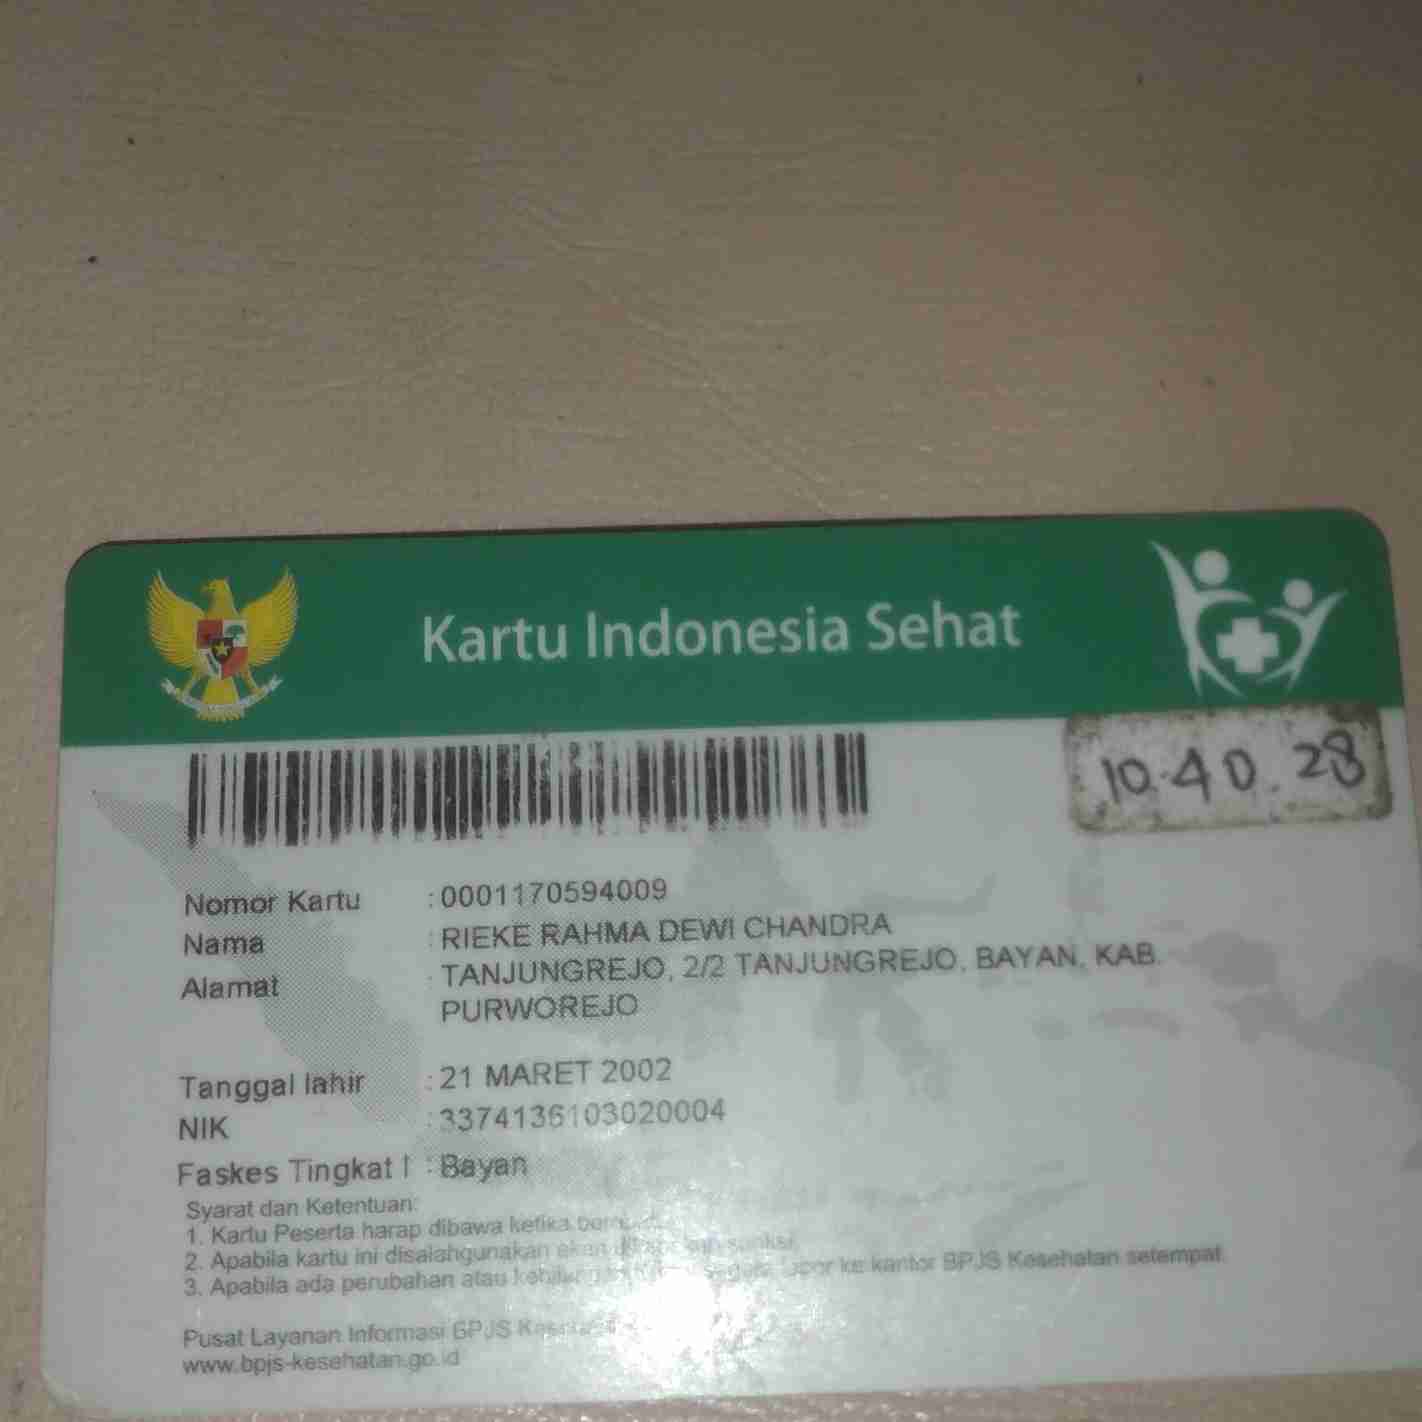 Kartu Indonesia Sehat
10.40.28
Nomor Kartu : 0001170594009
Nama : RIEKE RAHMA DEWI CHANDRA
Alamat : TANJUNGREJO, 2/2 TANJUNGREJO, BAYAN, KAB.
PURWOREJO
Tanggal lahir : 21 MARET 2002
NIK : 3374136103020004
Faskes Tingkat I : Bayan
Syarat dan Ketentuan:
1. Kartu Peserta harap dibawa ketika
2. Apabila kartu ini disalahgunakan akan sanksi.
3. Apabila ada perubahan atau lapor ke kantor BPJS Kesehatan setempat.
Pusat Layanan Informasi BPJS
www.bpjs-kesehatan.go.id